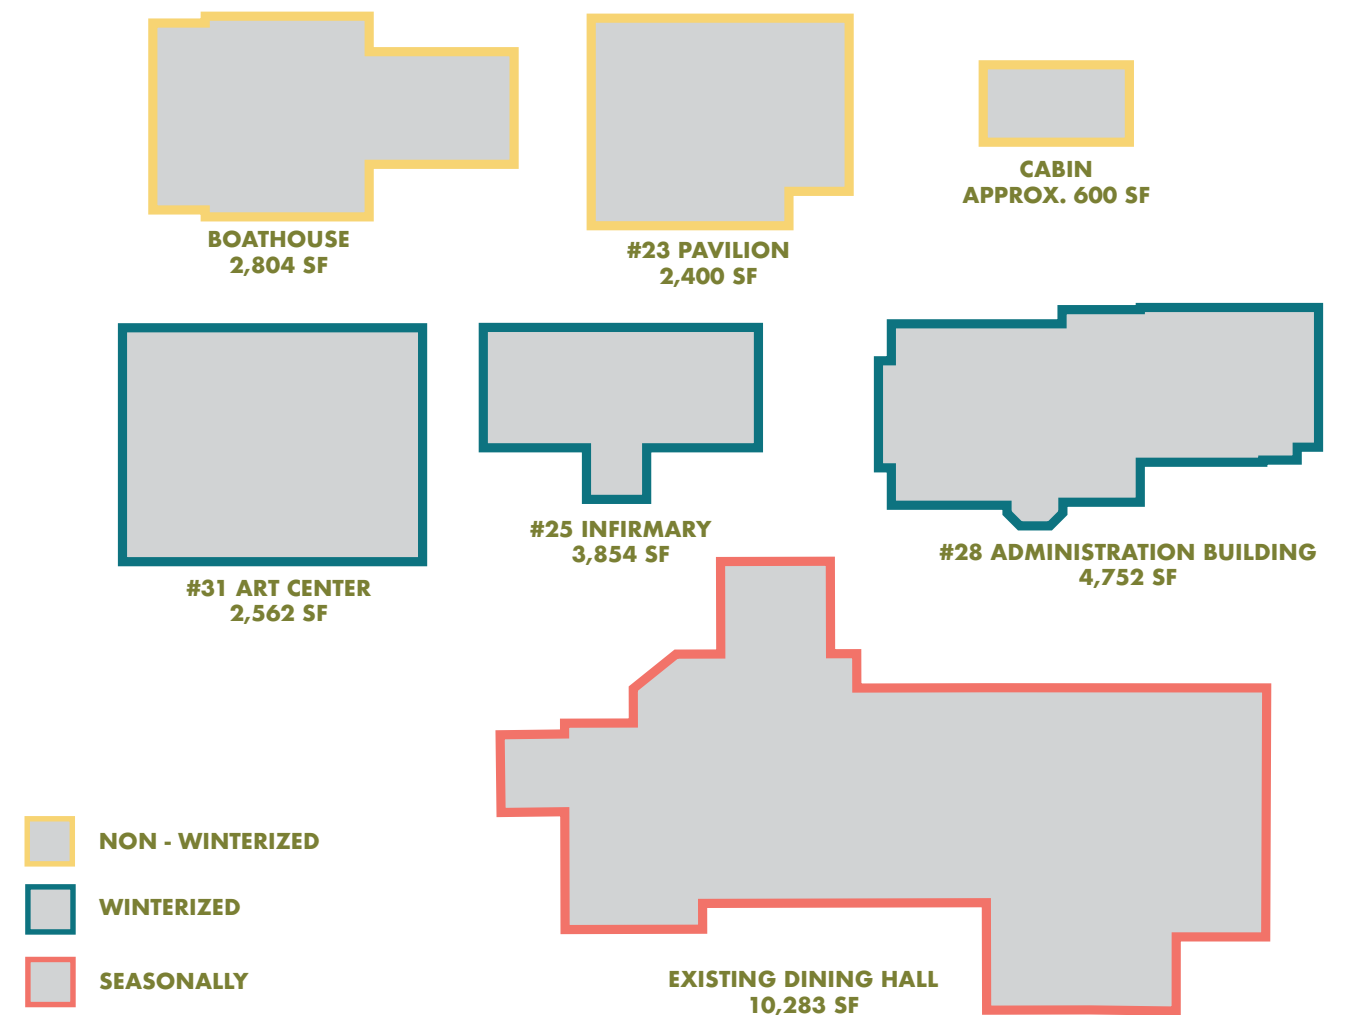 BOATHOUSE
2,804 SF
#23 PAVILION
2,400 SF
CABIN
APPROX. 600 SF
#31 ART CENTER
2,562 SF
#25 INFIRMARY
3,854 SF
#28 ADMINISTRATION BUILDING
4,752 SF
NON - WINTERIZED
WINTERIZED
SEASONALLY
EXISTING DINING HALL
10,283 SF